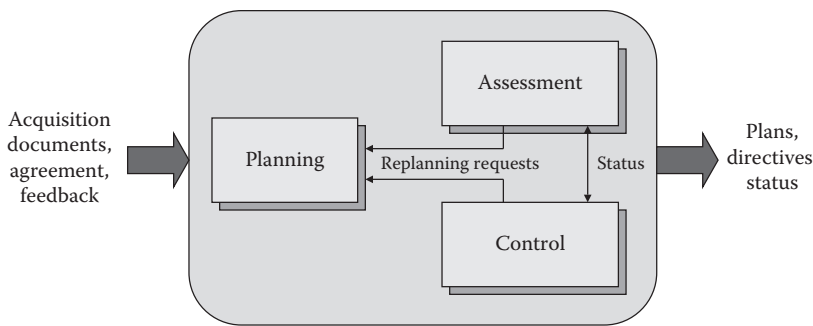 Acquisition
documents,
agreement,
feedback
Planning
Assessment
Replanning requests
Status
Control
Plans,
directives
status